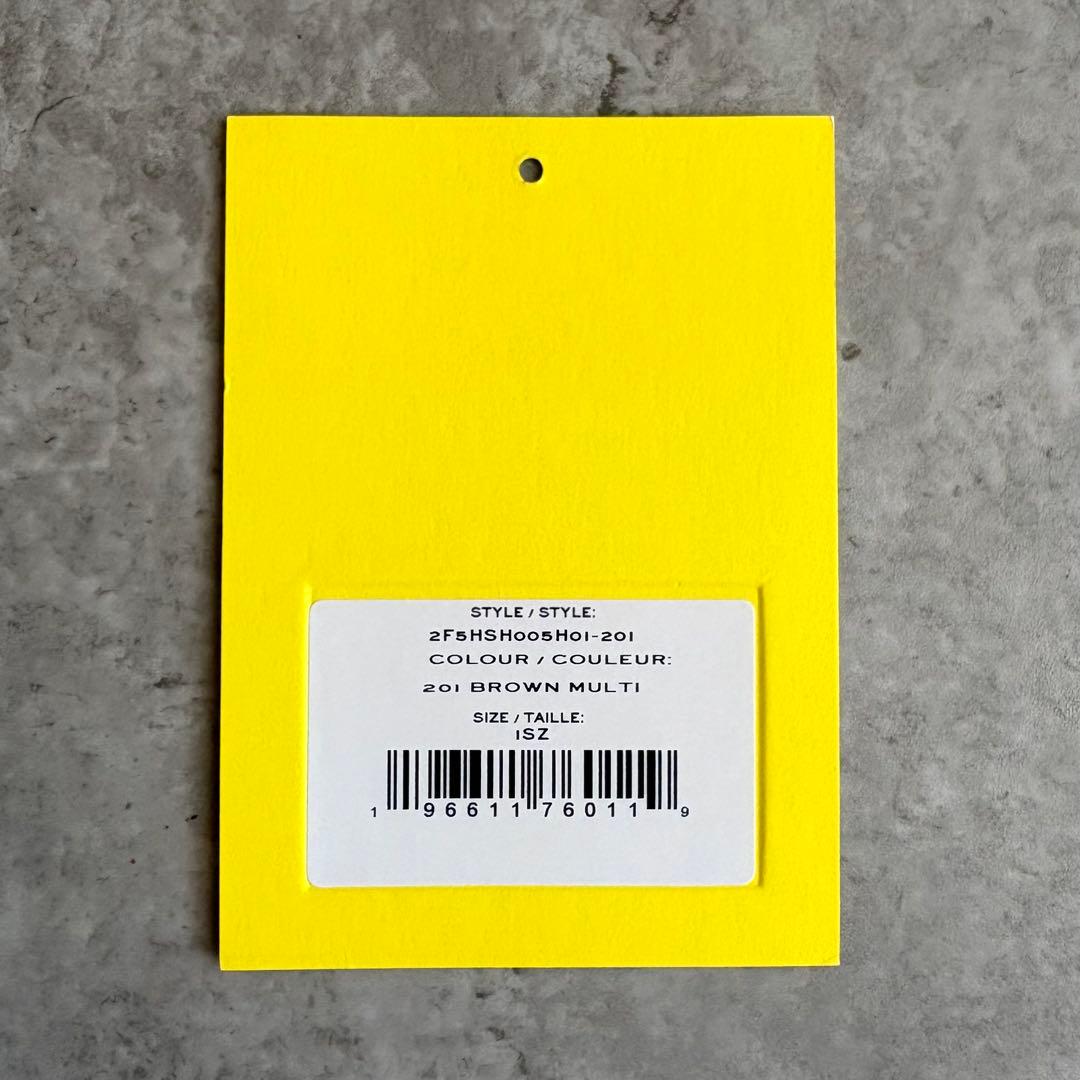 STYLE / STYLE:
2F5HSH005H01-201
COLOUR / COULEUR:
201 BROWN MULTI
SIZE / TAILLE:
1SZ
1 96611 76011 9